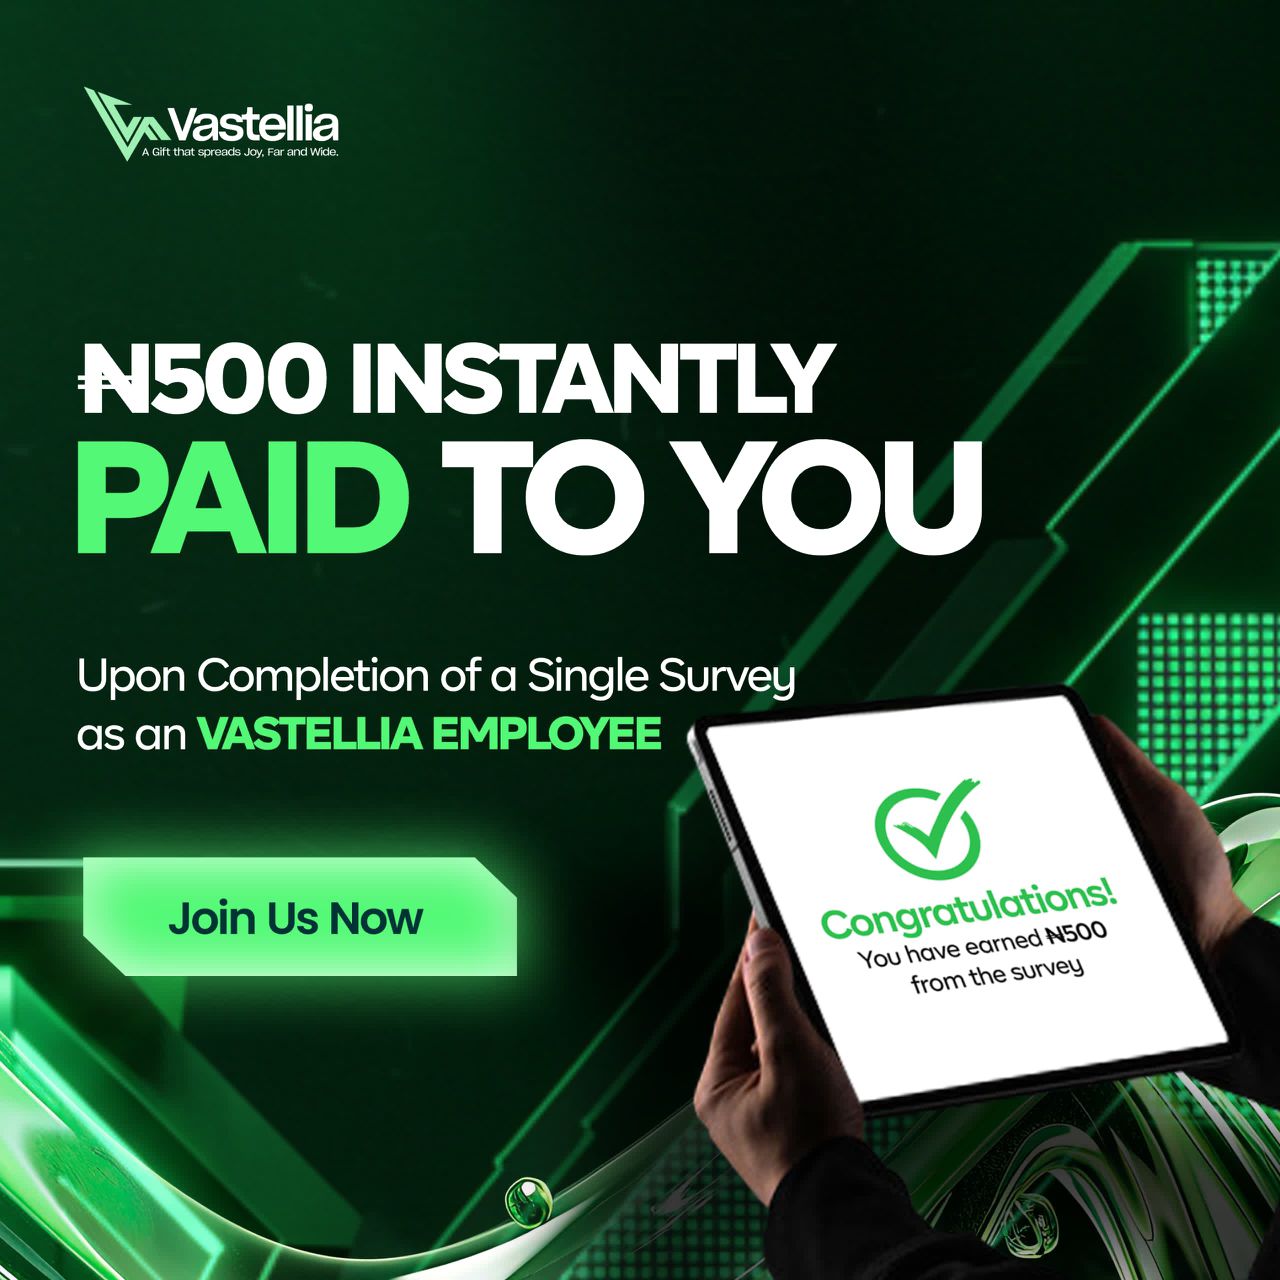 Vastellia
A Gift that spreads Joy, Far and Wide.
₦500 INSTANTLY
PAID TO YOU
Upon Completion of a Single Survey
as an VASTELLIA EMPLOYEE
Join Us Now
Congratulations!
You have earned ₦500
from the survey